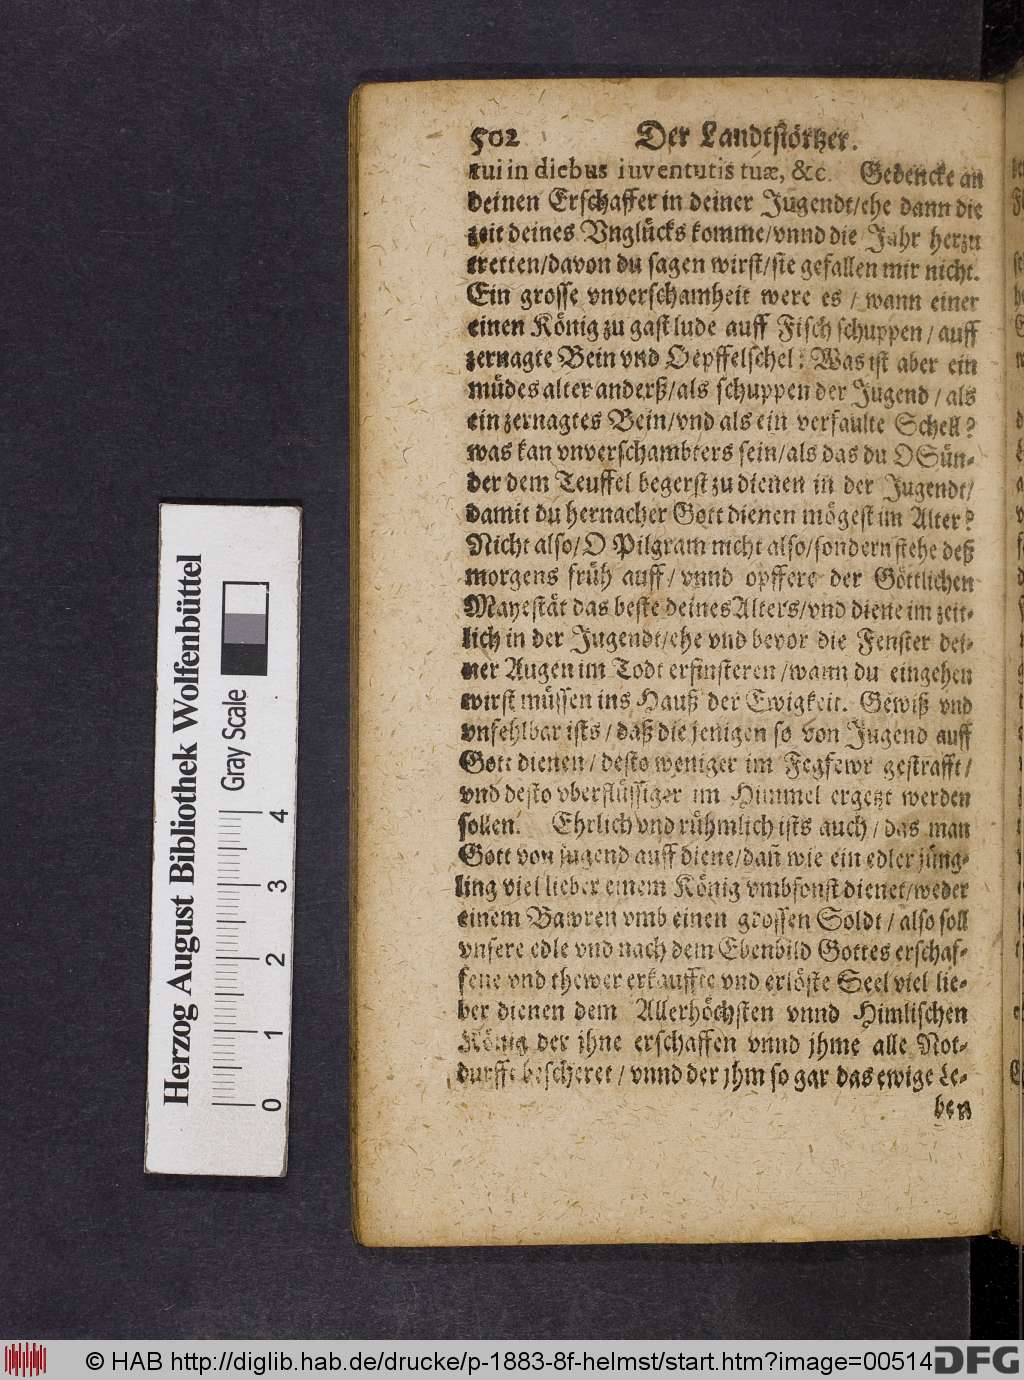 502 Der Landtstörtzer.
tui in diebus iuventutis tuæ, &c. Gedencke an
deinen Erschaffer in deiner Jugendt/ehe dann die
zeit deines Vnglücks komme/vnnd die Jahr herzu
tretten/davon du sagen wirst/sie gefallen mir nicht.
Ein grosse vnverschamheit were es / wann einer
einen König zu gast lude auff Fisch schuppen / auff
zernagte Bein vnd Oepffelschel: Was ist aber ein
müdes alter anderß/als schuppen der Jugend / als
ein zernagtes Bein/vnd als ein verfaulte Schell?
was kan vnverschambters sein/als das du O Sün-
der dem Teuffel begerst zu dienen in der Jugendt/
damit du hernacher Gott dienen mögest im Alter?
Nicht also/O Pilgram nicht also/sondern stehe deß
morgens früh auff/vnnd opffere der Göttlichen
Mayestät das beste deines Alters/vnd diene im zeit-
lich in der Jugendt/ehe vnd bevor die Fenster dei-
ner Augen im Todt erfinsteren /wann du eingehen
wirst müssen ins Hauß der Ewigkeit. Gewiß vnd
vnfehlbar ists / daß die jenigen so von Jugend auff
Gott dienen / desto weniger im Fegfewr gestrafft/
vnd desto vberflüssiger im Himmel ergetzt werden
sollen. Ehrlich vnd rühmlich ists auch / das man
Gott von jugend auff diene/dañ wie ein edler jüng-
ling viel lieber einem König vmbsonst dienet/weder
einem Bawren vmb einen grossen Soldt / also soll
vnsere edle vnd nach dem Ebenbild Gottes erschaf-
fene vnd thewer erkauffte vnd erlöste Seel viel lie-
ber dienen dem Allerhöchsten vnnd Himlischen
König der jhne erschaffen vnnd jhme alle Not-
durfft bescheret / vnnd der jhm so gar das ewige Le-
ben
Herzog August Bibliothek Wolfenbüttel
Gray Scale
0 1 2 3 4
© HAB http://diglib.hab.de/drucke/p-1883-8f-helmst/start.htm?image=00514
DFG